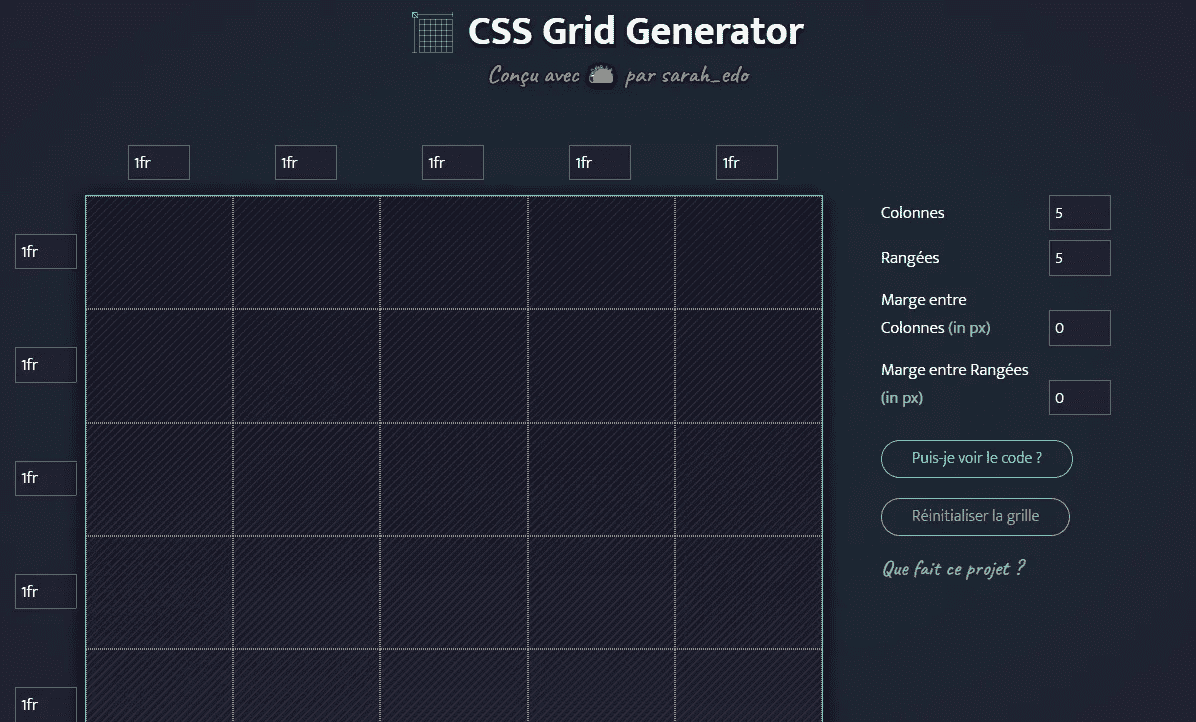 CSS Grid Generator
Conçu avec par sarah_edo
1fr 1fr 1fr 1fr 1fr
1fr
1fr
1fr
1fr
1fr
Colonnes 5
Rangées 5
Marge entre
Colonnes (in px) 0
Marge entre Rangées
(in px) 0
Puis-je voir le code ?
Réinitialiser la grille
Que fait ce projet ?